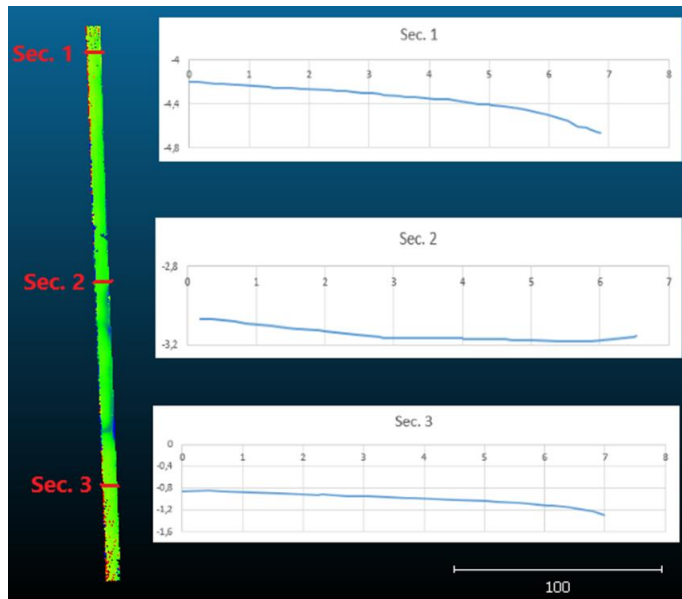 Sec. 1
Sec. 2
Sec. 3
Sec. 1
-4
0 1 2 3 4 5 6 7 8
-4,4
-4,8
Sec. 2
-2,8
0 1 2 3 4 5 6 7
-3,2
Sec. 3
0
0 1 2 3 4 5 6 7 8
-0,4
-0,8
-1,2
-1,6
100